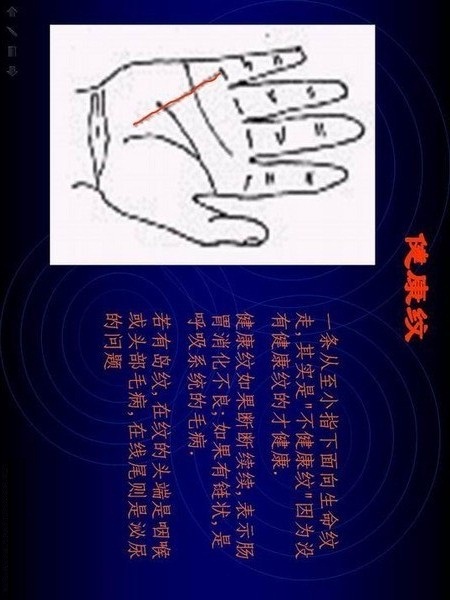 健康纹
一条从至小指下面向生命纹
走,其实是"不健康纹"因为没
有健康纹的才健康.
健康纹如果断断续续,表示肠
胃消化不良;如果有链状,是
呼吸系统的毛病.
若有岛纹,在纹的头端是咽喉
或头部毛病,在线尾则是泌尿
的问题